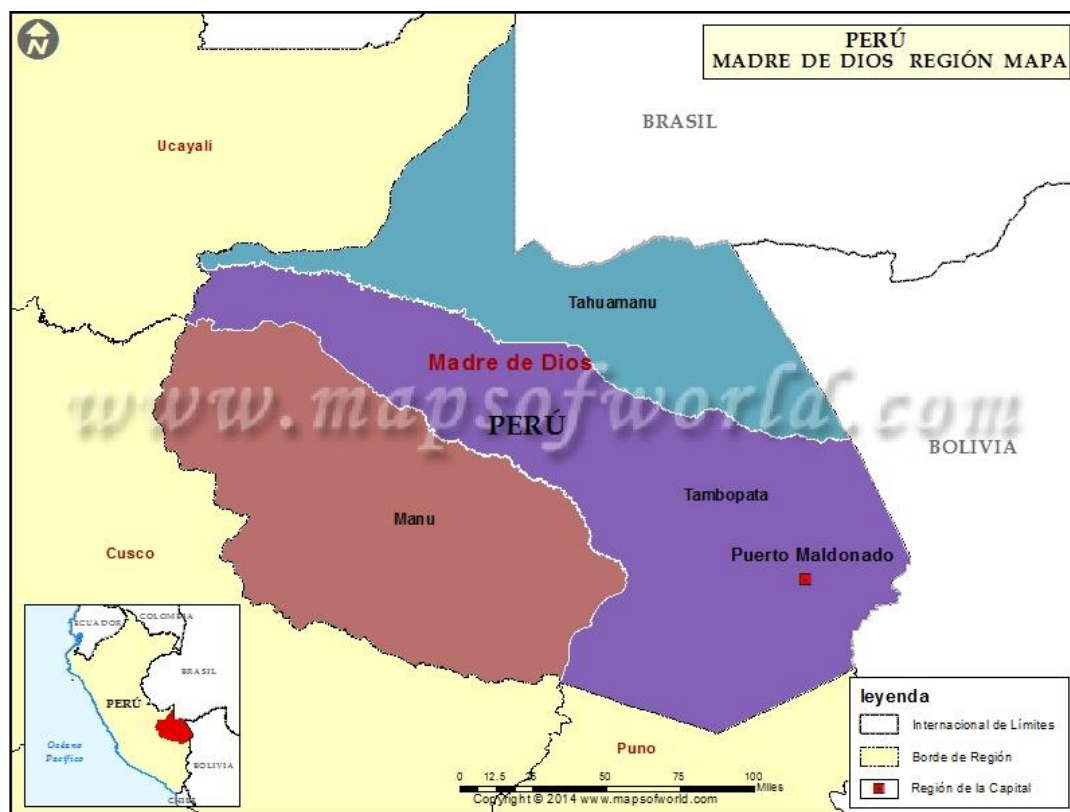 N
PERÚ
MADRE DE DIOS REGIÓN MAPA
BRASIL
Ucayali
Tahuamanu
Madre de Dios
www.mapsofworld.com
PERÚ
BOLIVIA
Tambopata
Manu
Puerto Maldonado
Cusco
COLOMBIA
ECUADOR
BRASIL
PERÚ
Océano
Pacífico
BOLIVIA
CHILE
Puno
0 12.5 25 50 75 100
Miles
Copyright © 2014 www.mapsofworld.com
leyenda
Internacional de Límites
Borde de Región
Región de la Capital